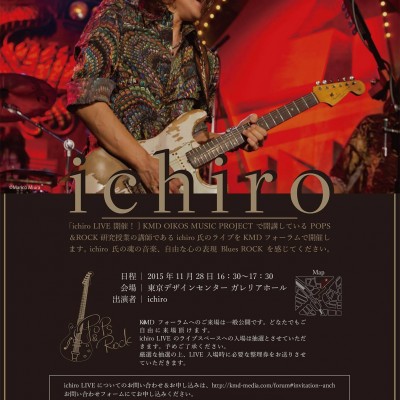 ©Mariko Miura
ichiro
「ichiro LIVE 開催！」KMD OIKOS MUSIC PROJECT で開講している POPS
&ROCK 研究授業の講師である ichiro 氏のライブを KMD フォーラムで開催し
ます。ichiro 氏の魂の音楽、自由な心の表現 Blues ROCK を感じてください。
日程 | 2015 年 11 月 28 日 16：30～17：30
会場 | 東京デザインセンター ガレリアホール
出演者 | ichiro
Map
POPS
& Rock
KMD フォーラムへのご来場は一般公開です。どなたでもご
自由に来場頂けます。
ichiro LIVE のライブスペースへの入場は抽選とさせていただ
きます。予めご了承ください。
厳選な抽選の上、LIVE 入場時に必要な整理券をお送りさせ
ていただきます。
ichiro LIVE についてのお問い合わせ＆お申し込みは、http://kmd-media.com/forum#invitation-anch
お問い合わせフォームにてお申し込みください。